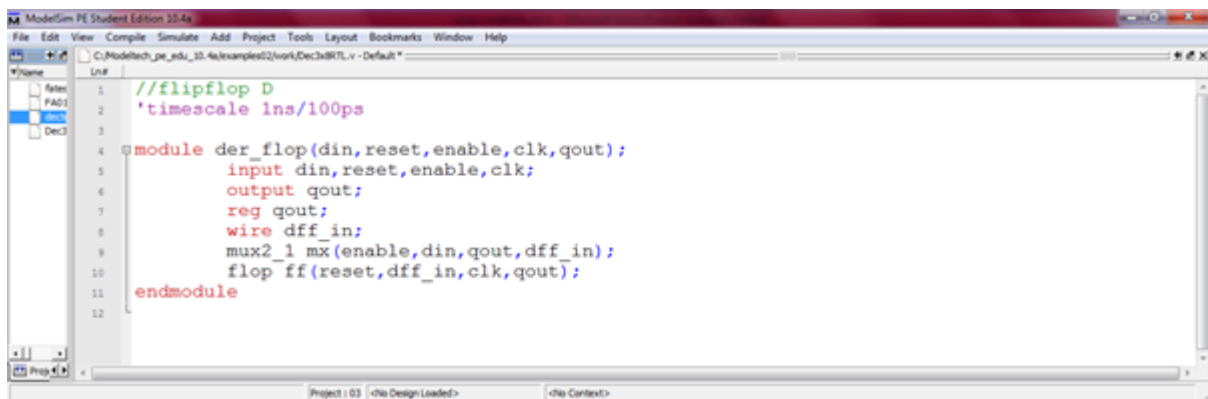 ModelSim PE Student Edition 10.4a
File Edit View Compile Simulate Add Project Tools Layout Bookmarks Window Help
C:/Modeltech_pe_edu_10.4a/examples02/work/Dec3x8RTL.v - Default *
Name
Ln#
fates
FA01
Dec3
1 //flipflop D
2 'timescale 1ns/100ps
3
4 module der_flop(din,reset,enable,clk,qout);
5 input din,reset,enable,clk;
6 output qout;
7 reg qout;
8 wire dff_in;
9 mux2_1 mx(enable,din,qout,dff_in);
10 flop ff(reset,dff_in,clk,qout);
11 endmodule
12
Proj
Project : 03 <No Design Loaded> <No Context>